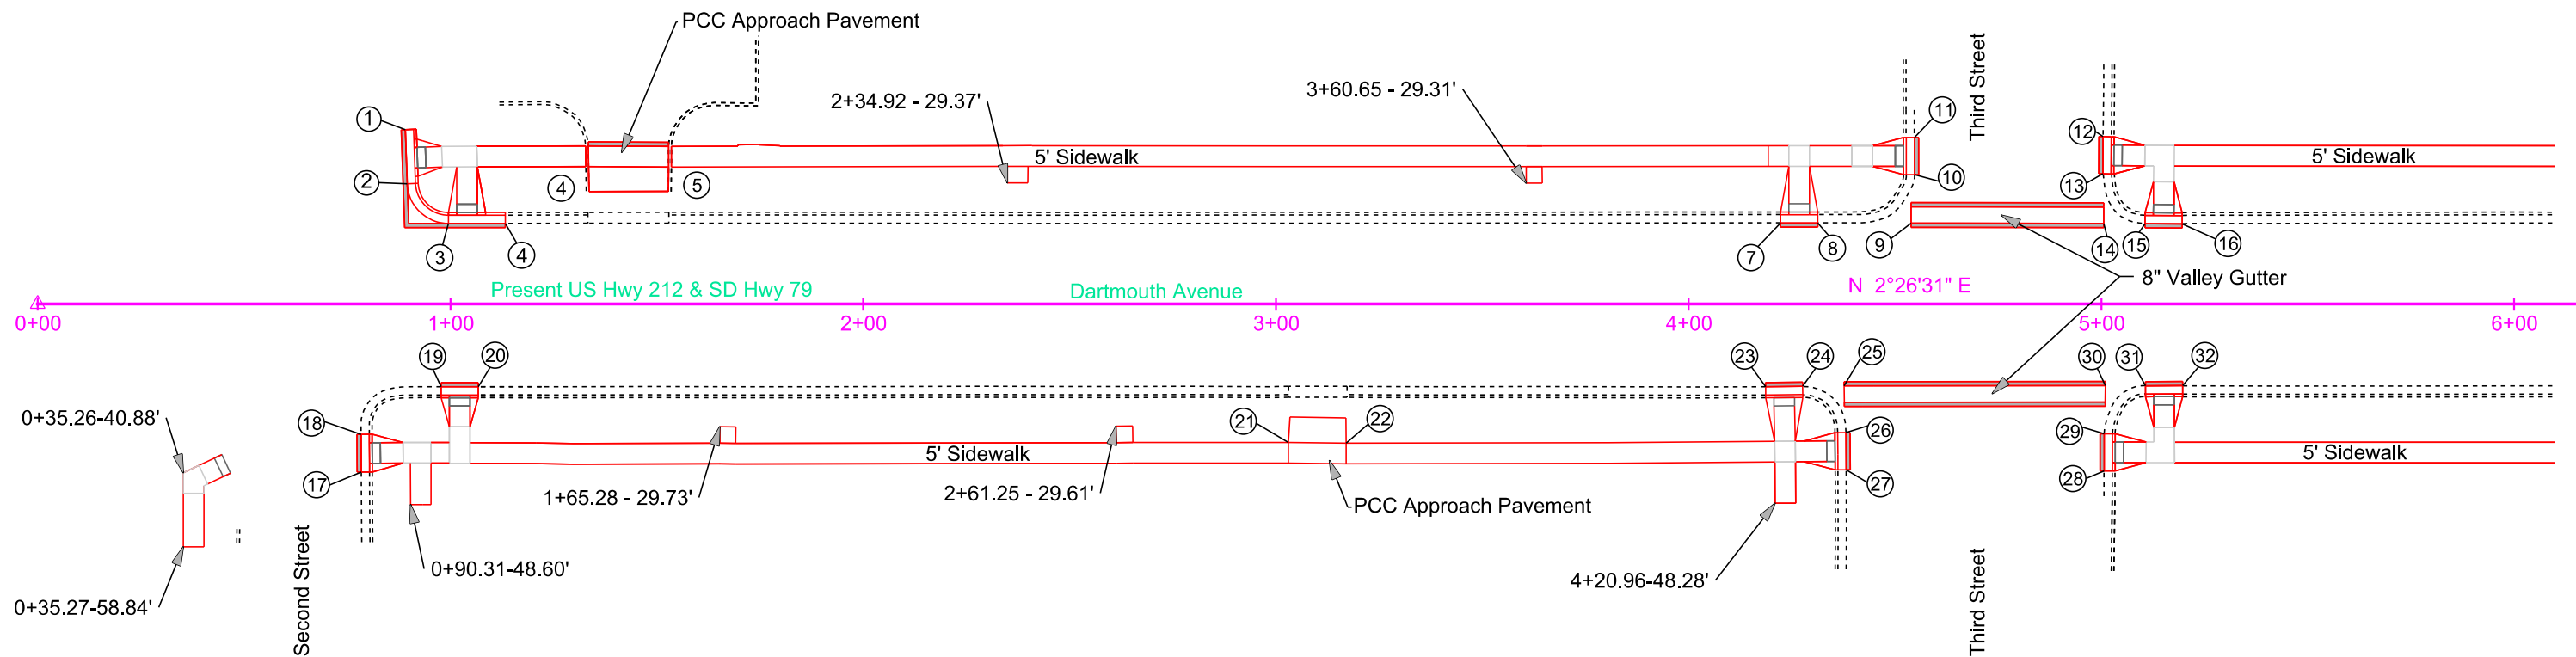 PCC Approach Pavement
Third Street
2+34.92 - 29.37'
3+60.65 - 29.31'
1
11
12
5' Sidewalk
5' Sidewalk
2
4
5
10
13
3
4
7
8
9
14
15
16
8" Valley Gutter
Present US Hwy 212 & SD Hwy 79
Dartmouth Avenue
N 2°26'31" E
0+00
1+00
2+00
3+00
4+00
5+00
6+00
19
20
23
24
25
30
31
32
0+35.26-40.88'
18
21
22
26
29
5' Sidewalk
5' Sidewalk
17
1+65.28 - 29.73'
2+61.25 - 29.61'
27
28
PCC Approach Pavement
0+90.31-48.60'
4+20.96-48.28'
0+35.27-58.84'
Second Street
Third Street